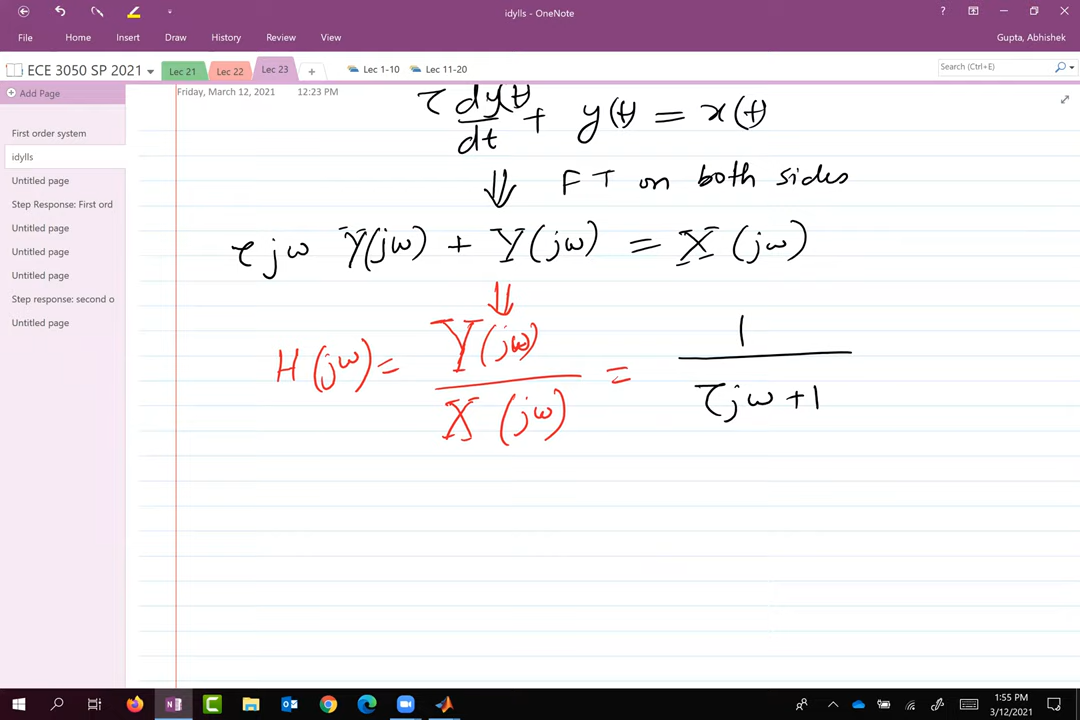 idylls - OneNote
?
File Home Insert Draw History Review View
Gupta, Abhishek
ECE 3050 SP 2021 Lec 21 Lec 22 Lec 23 + Lec 1-10 Lec 11-20
Search (Ctrl+E)
Add Page
First order system
idylls
Untitled page
Step Response: First ord
Untitled page
Untitled page
Untitled page
Step response: second o
Untitled page
Friday, March 12, 2021 12:23 PM
τ dy(t)/dt + y(t) = x(t)
⇓ FT on both sides
τjω Y(jω) + Y(jω) = X(jω)
⇓
H(jω) = Y(jω)/X(jω) = 1/(τjω+1)
1:55 PM
3/12/2021